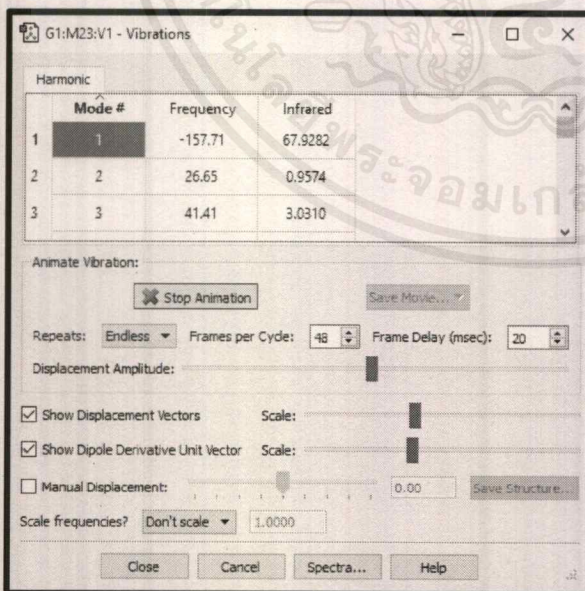 G1:M23:V1 - Vibrations
Harmonic
Mode # Frequency Infrared
1 1 -157.71 67.9282
2 2 26.65 0.9574
3 3 41.41 3.0310
Animate Vibration:
Stop Animation Save Movie...
Repeats: Endless Frames per Cycle: 48 Frame Delay (msec): 20
Displacement Amplitude:
Show Displacement Vectors Scale:
Show Dipole Derivative Unit Vector Scale:
Manual Displacement: 0.00 Save Structure...
Scale frequencies? Don't scale 1.0000
Close Cancel Spectra... Help